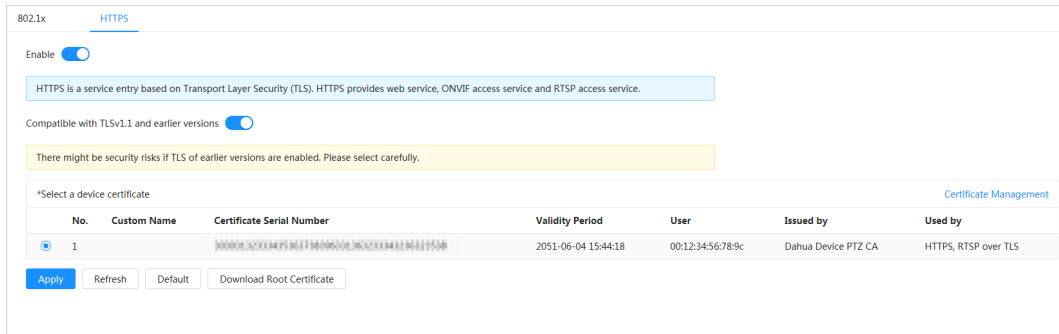 802.1x HTTPS
Enable
HTTPS is a service entry based on Transport Layer Security (TLS). HTTPS provides web service, ONVIF access service and RTSP access service.
Compatible with TLSv1.1 and earlier versions
There might be security risks if TLS of earlier versions are enabled. Please select carefully.
*Select a device certificate Certificate Management
No. Custom Name Certificate Serial Number Validity Period User Issued by Used by
1 2051-06-04 15:44:18 00:12:34:56:78:9c Dahua Device PTZ CA HTTPS, RTSP over TLS
Apply Refresh Default Download Root Certificate